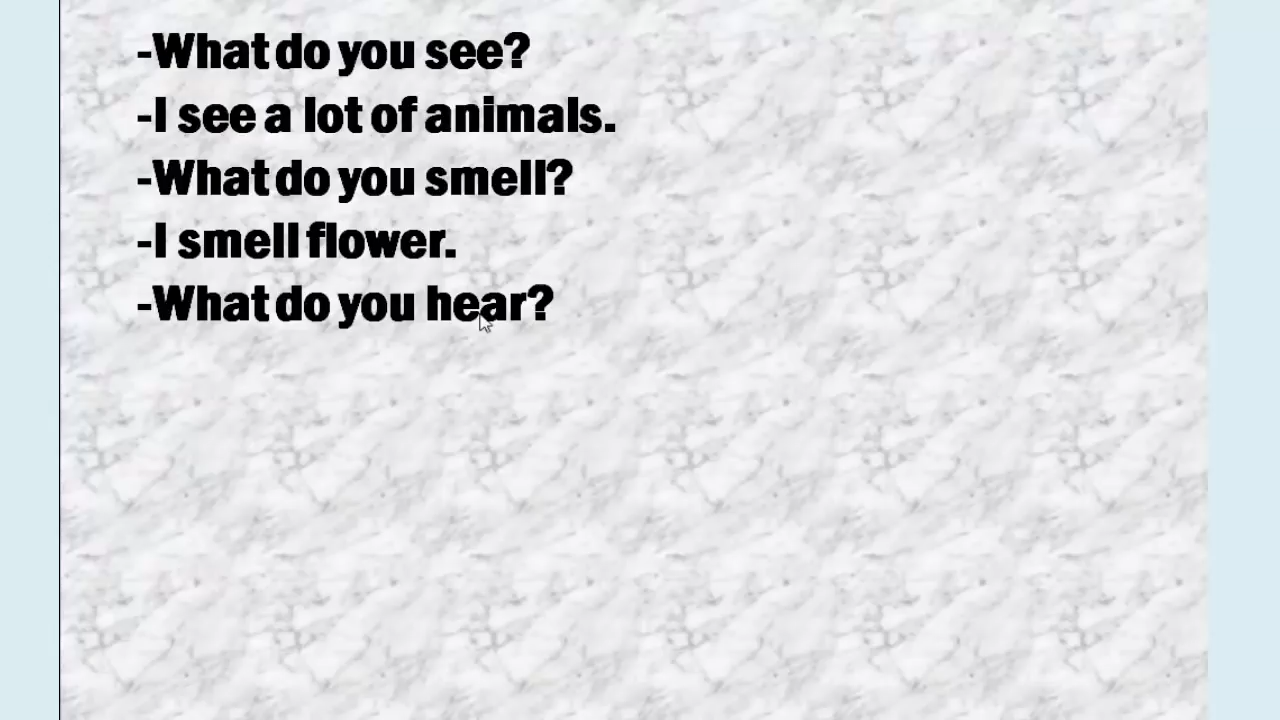 -What do you see?
-I see a lot of animals.
-What do you smell?
-I smell flower.
-What do you hear?